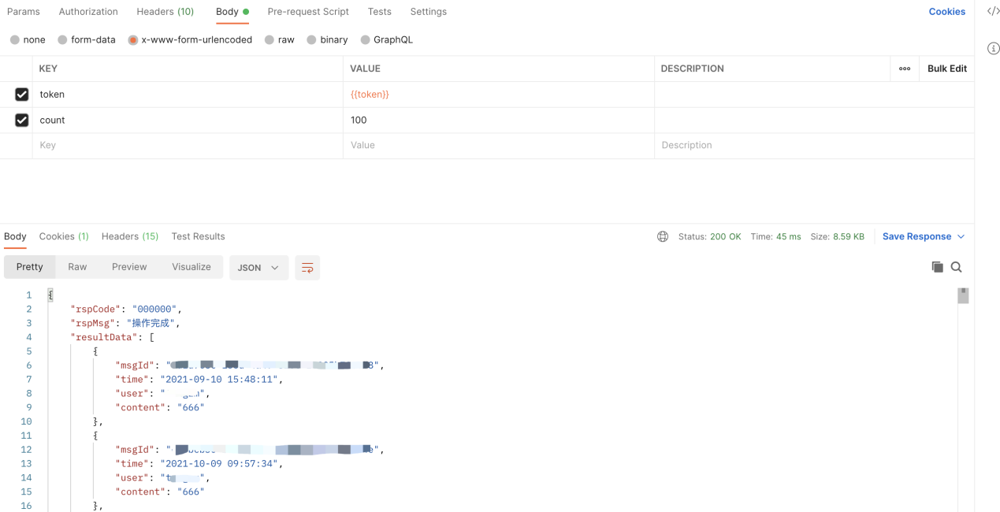 Params Authorization Headers (10) Body Pre-request Script Tests Settings Cookies </>
none form-data x-www-form-urlencoded raw binary GraphQL
KEY VALUE DESCRIPTION ooo Bulk Edit
token {{token}}
count 100
Key Value Description
Body Cookies (1) Headers (15) Test Results Status: 200 OK Time: 45 ms Size: 8.59 KB Save Response
Pretty Raw Preview Visualize JSON
1 {
2 "rspCode": "000000",
3 "rspMsg": "操作完成",
4 "resultData": [
5 {
6 "msgId": "8",
7 "time": "2021-09-10 15:48:11",
8 "user": "",
9 "content": "666"
10 },
11 {
12 "msgId": "e",
13 "time": "2021-10-09 09:57:34",
14 "user": "t",
15 "content": "666"
16 },